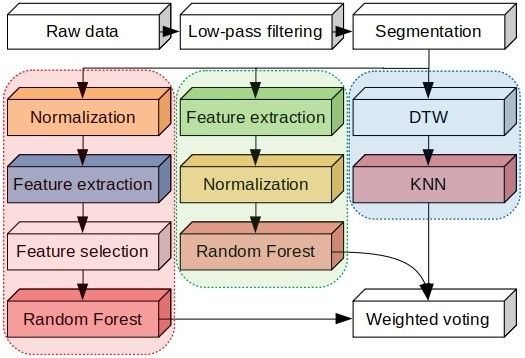 Raw data
Low-pass filtering
Segmentation
Normalization
Feature extraction
Feature selection
Random Forest
Feature extraction
Normalization
Random Forest
DTW
KNN
Weighted voting